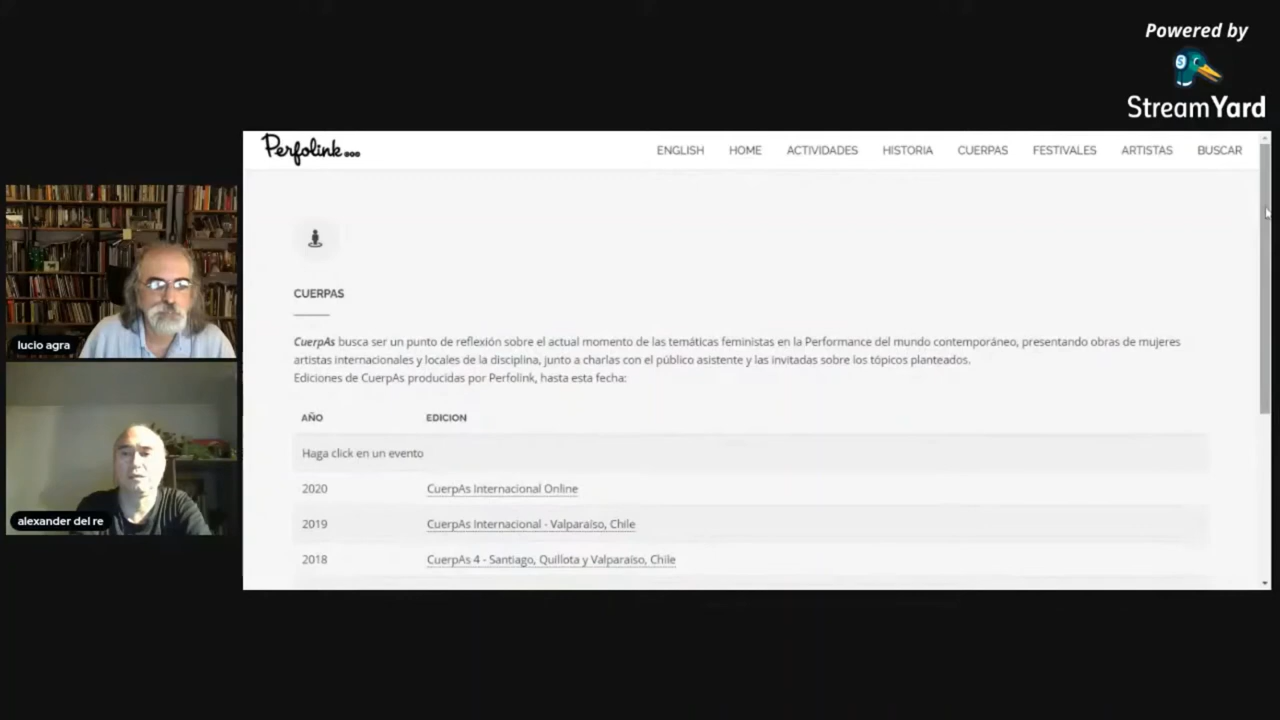 Powered by
StreamYard
Perfolink...
ENGLISH HOME ACTIVIDADES HISTORIA CUERPAS FESTIVALES ARTISTAS BUSCAR
CUERPAS
CuerpAs busca ser un punto de reflexión sobre el actual momento de las temáticas feministas en la Performance del mundo contemporáneo, presentando obras de mujeres
artistas internacionales y locales de la disciplina, junto a charlas con el público asistente y las invitadas sobre los tópicos planteados.
Ediciones de CuerpAs producidas por Perfolink, hasta esta fecha:
AÑO EDICION
Haga click en un evento
2020 CuerpAs Internacional Online
2019 CuerpAs Internacional - Valparaíso, Chile
2018 CuerpAs 4 - Santiago, Quillota y Valparaíso, Chile
lucio agra
alexander del re